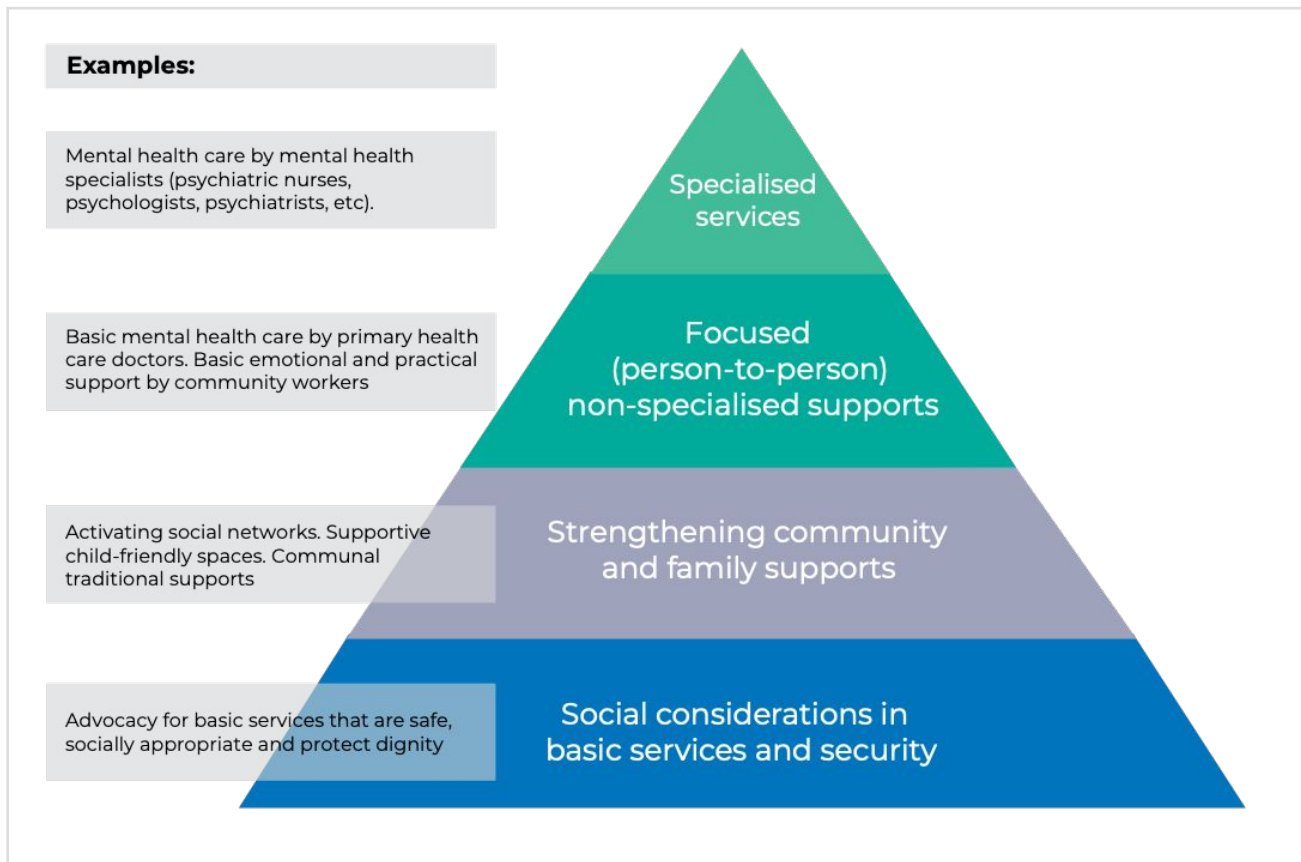 Examples:
Mental health care by mental health
specialists (psychiatric nurses,
psychologists, psychiatrists, etc).
Specialised
services
Basic mental health care by primary health
care doctors. Basic emotional and practical
support by community workers
Focused
(person-to-person)
non-specialised supports
Activating social networks. Supportive
child-friendly spaces. Communal
traditional supports
Strengthening community
and family supports
Advocacy for basic services that are safe,
socially appropriate and protect dignity
Social considerations in
basic services and security